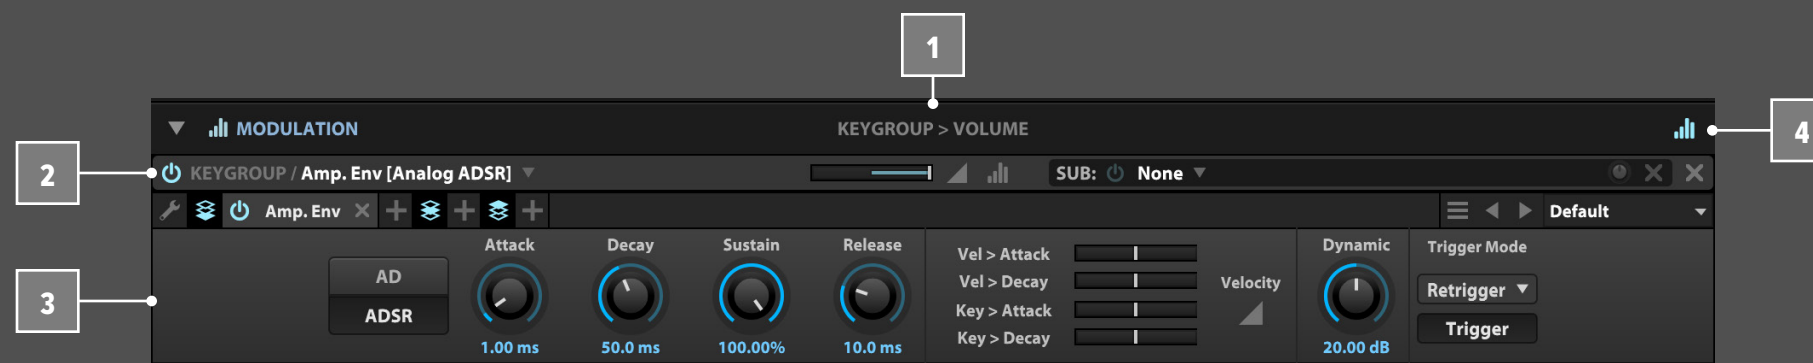 1
MODULATION KEYGROUP > VOLUME
4
2
KEYGROUP / Amp. Env [Analog ADSR] SUB: None
Amp. Env Default
3
Attack Decay Sustain Release Dynamic Trigger Mode
Vel > Attack
AD Vel > Decay Velocity Retrigger
ADSR Key > Attack
Key > Decay Trigger
1.00 ms 50.0 ms 100.00% 10.0 ms 20.00 dB